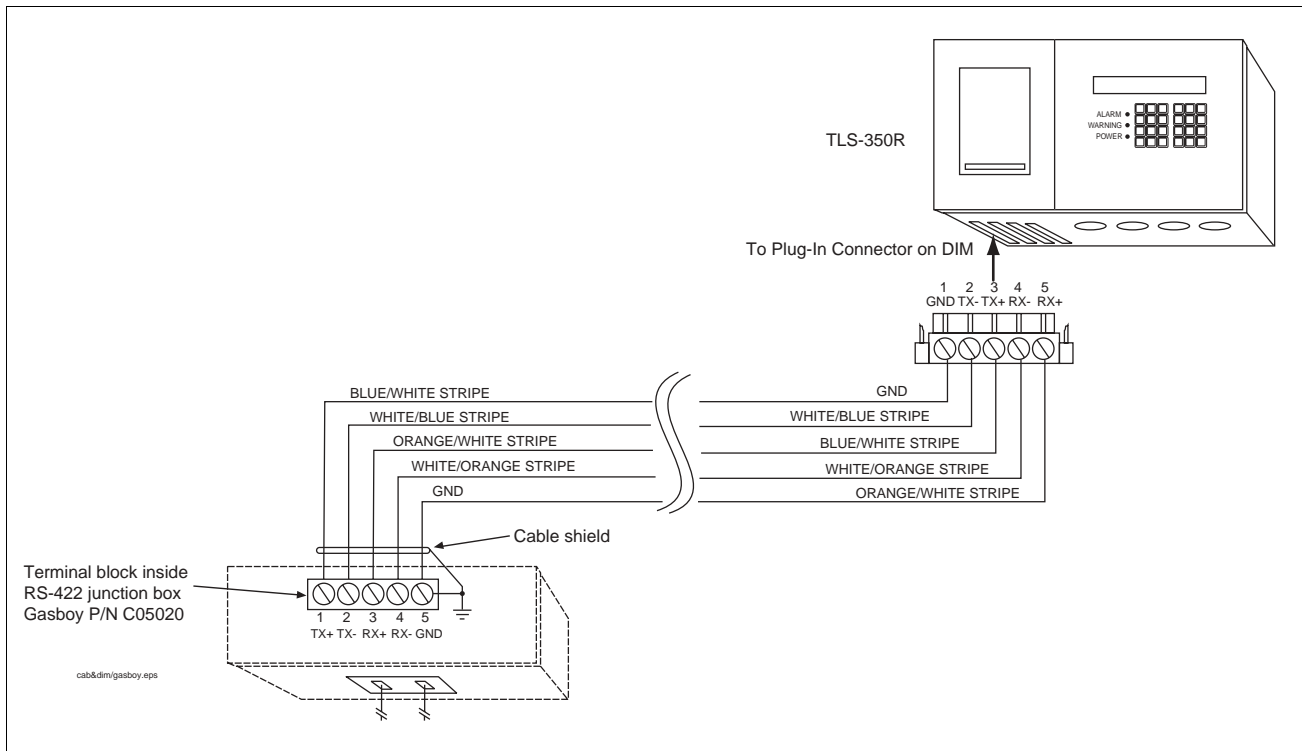 TLS-350R
ALARM
WARNING
POWER
To Plug-In Connector on DIM
1 2 3 4 5
GND TX- TX+ RX- RX+
BLUE/WHITE STRIPE
GND
WHITE/BLUE STRIPE
WHITE/BLUE STRIPE
ORANGE/WHITE STRIPE
BLUE/WHITE STRIPE
WHITE/ORANGE STRIPE
WHITE/ORANGE STRIPE
GND
ORANGE/WHITE STRIPE
Cable shield
Terminal block inside
RS-422 junction box
Gasboy P/N C05020
1 2 3 4 5
TX+ TX- RX+ RX- GND
cab&dim/gasboy.eps